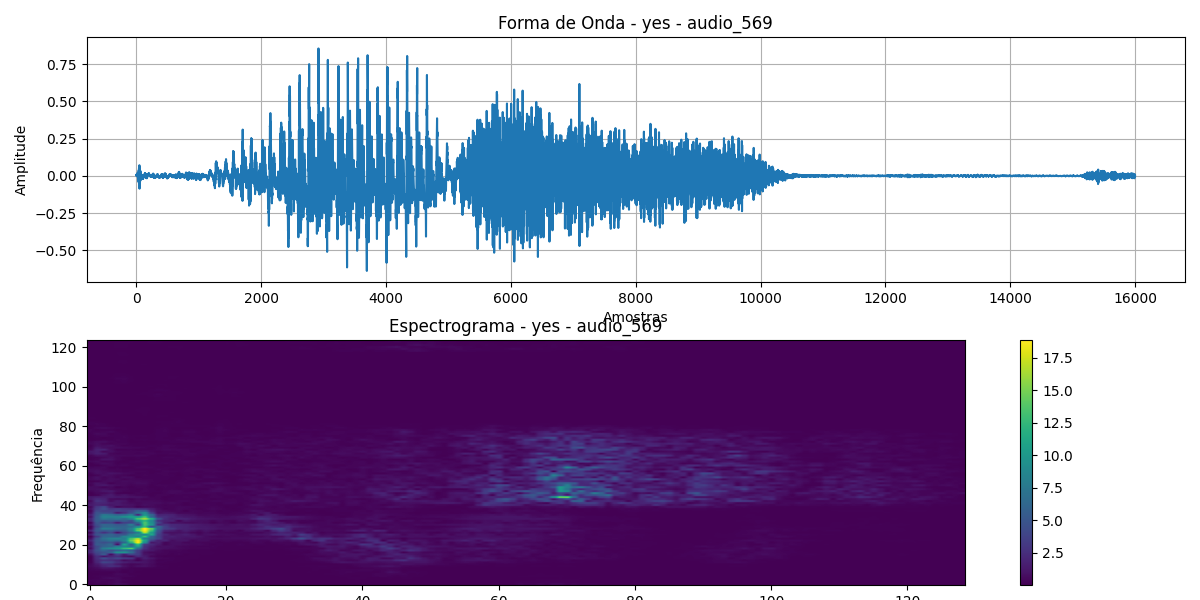 Forma de Onda - yes - audio_569
0.75
0.50
0.25
0.00
−0.25
−0.50
Amplitude
0 2000 4000 6000 8000 10000 12000 14000 16000
Amostras
Espectrograma - yes - audio_569
120
100
80
60
40
20
0
Frequência
0 20 40 60 80 100 120
17.5
15.0
12.5
10.0
7.5
5.0
2.5